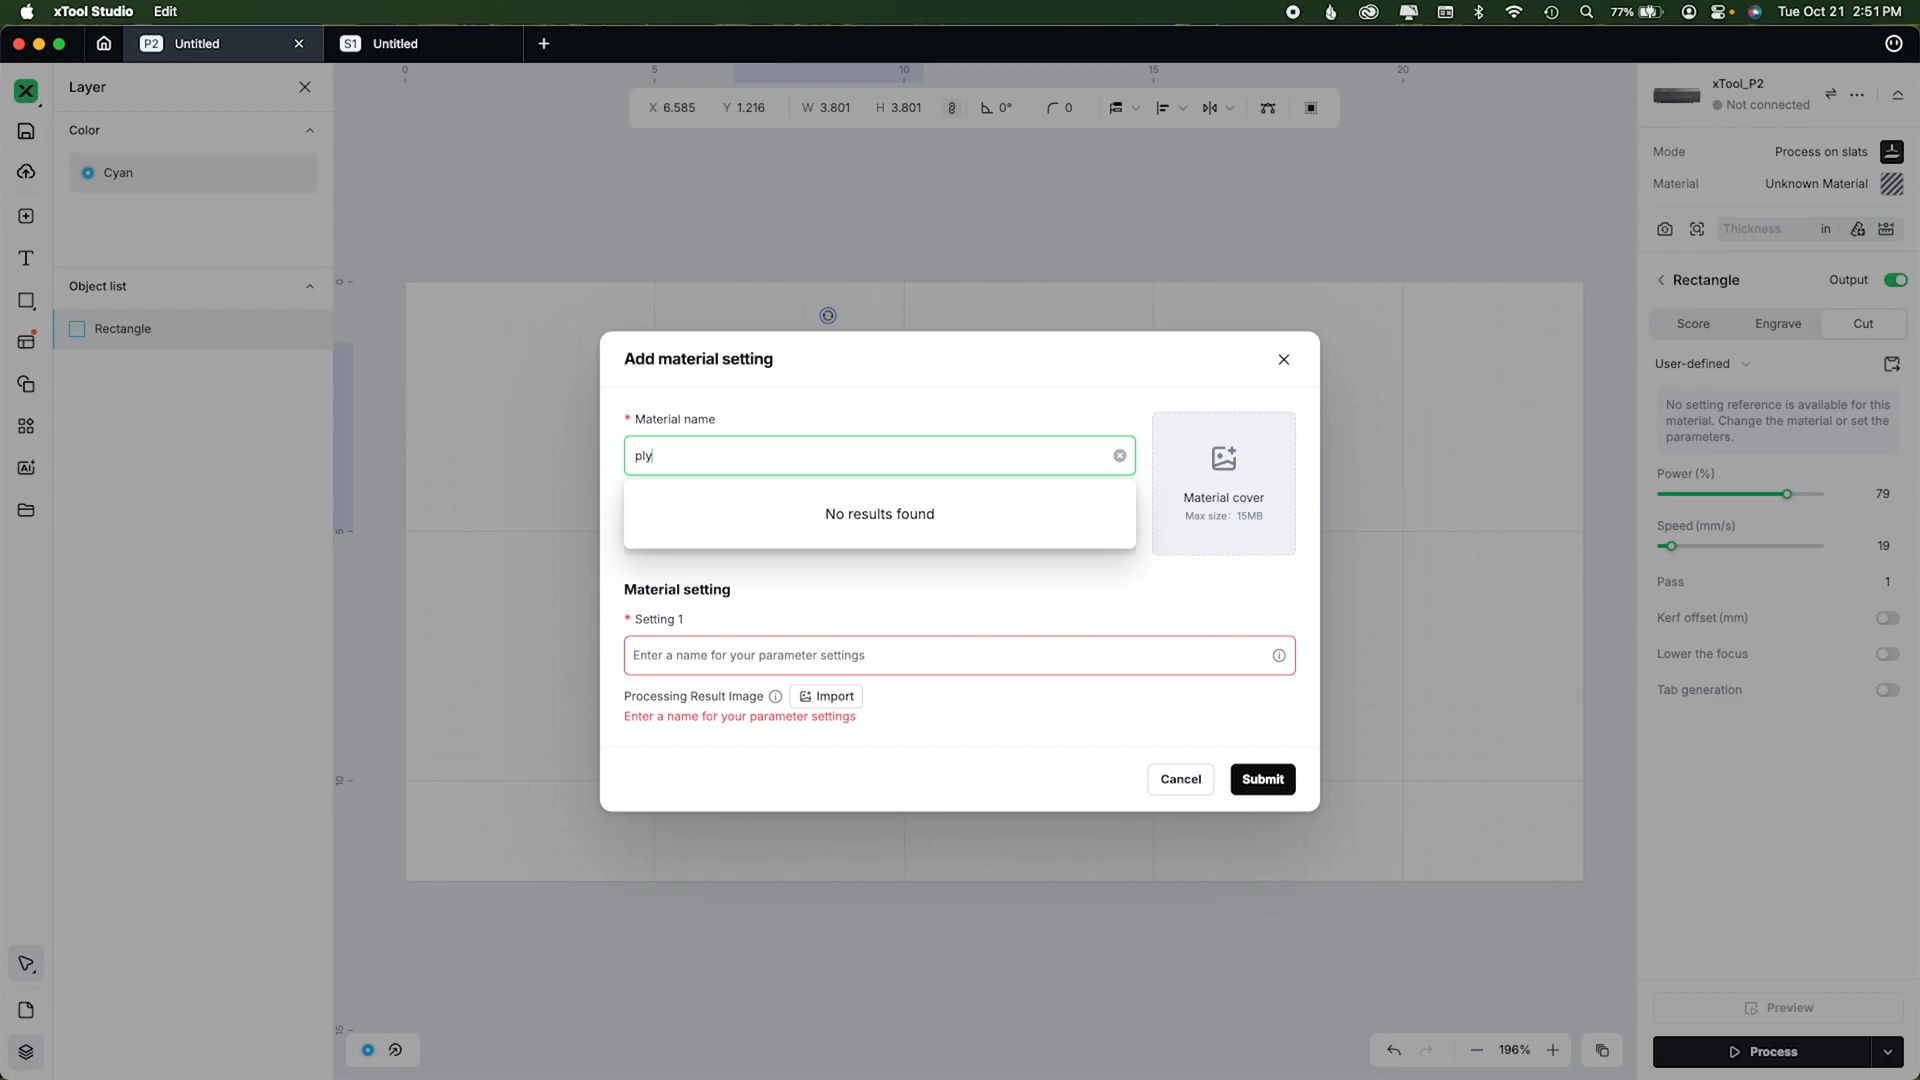 xTool Studio Edit 77% Tue Oct 21 2:51 PM
P2 Untitled S1 Untitled
Layer
Color
Cyan
Object list
Rectangle
0 5 10 15 20
X 6.585 Y 1.216 W 3.801 H 3.801 0° 0
0
5
10
15
Add material setting
* Material name
ply
No results found
Material cover
Max size: 15MB
Material setting
* Setting 1
Enter a name for your parameter settings
Processing Result Image Import
Enter a name for your parameter settings
Cancel Submit
196%
xTool_P2
Not connected
Mode Process on slats
Material Unknown Material
Thickness in
Rectangle Output
Score Engrave Cut
User-defined
No setting reference is available for this
material. Change the material or set the
parameters.
Power (%)
79
Speed (mm/s)
19
Pass 1
Kerf offset (mm)
Lower the focus
Tab generation
Preview
Process
AI